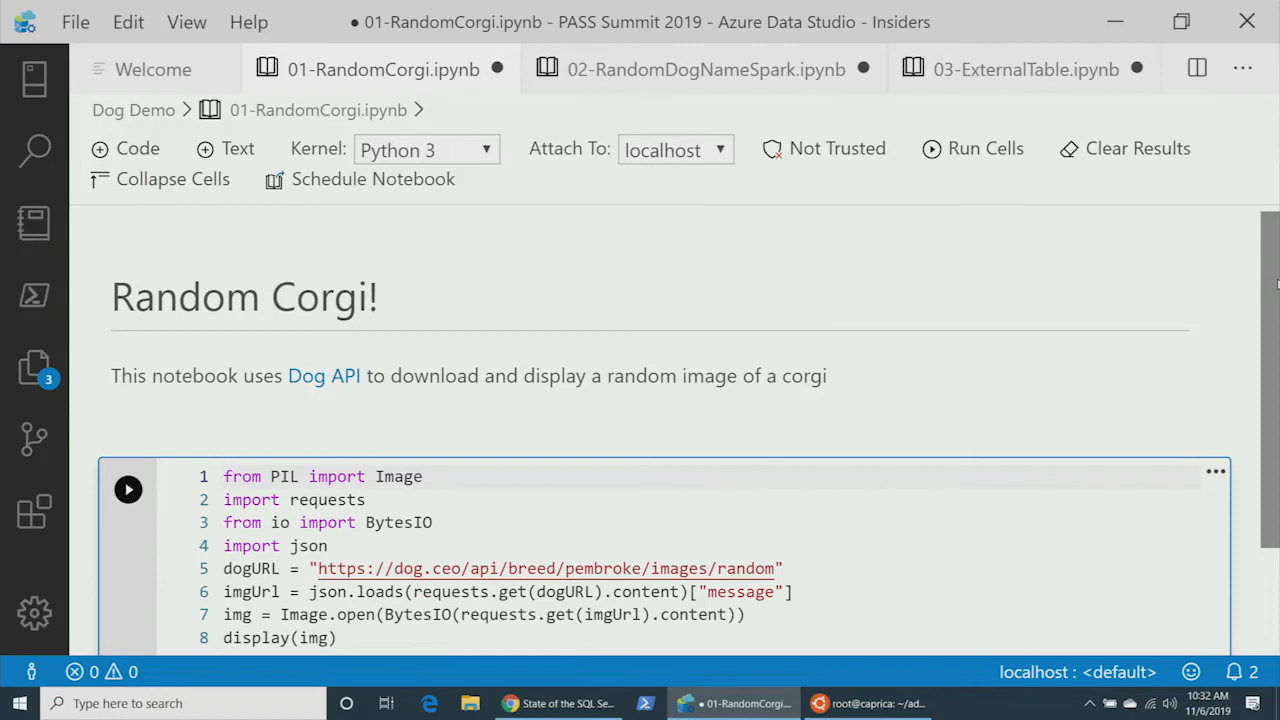 File Edit View Help ● 01-RandomCorgi.ipynb - PASS Summit 2019 - Azure Data Studio - Insiders
Welcome 01-RandomCorgi.ipynb ● 02-RandomDogNameSpark.ipynb ● 03-ExternalTable.ipynb ● ...
Dog Demo > 01-RandomCorgi.ipynb >
Code Text Kernel: Python 3 Attach To: localhost Not Trusted Run Cells Clear Results
Collapse Cells Schedule Notebook
Random Corgi!
This notebook uses Dog API to download and display a random image of a corgi
1 from PIL import Image
2 import requests
3 from io import BytesIO
4 import json
5 dogURL = "https://dog.ceo/api/breed/pembroke/images/random"
6 imgUrl = json.loads(requests.get(dogURL).content)["message"]
7 img = Image.open(BytesIO(requests.get(imgUrl).content))
8 display(img)
3
0 0 localhost : <default> 2
Type here to search State of the SQL Se... ● 01-RandomCorgi... root@caprica: ~/ad... 10:32 AM
11/6/2019